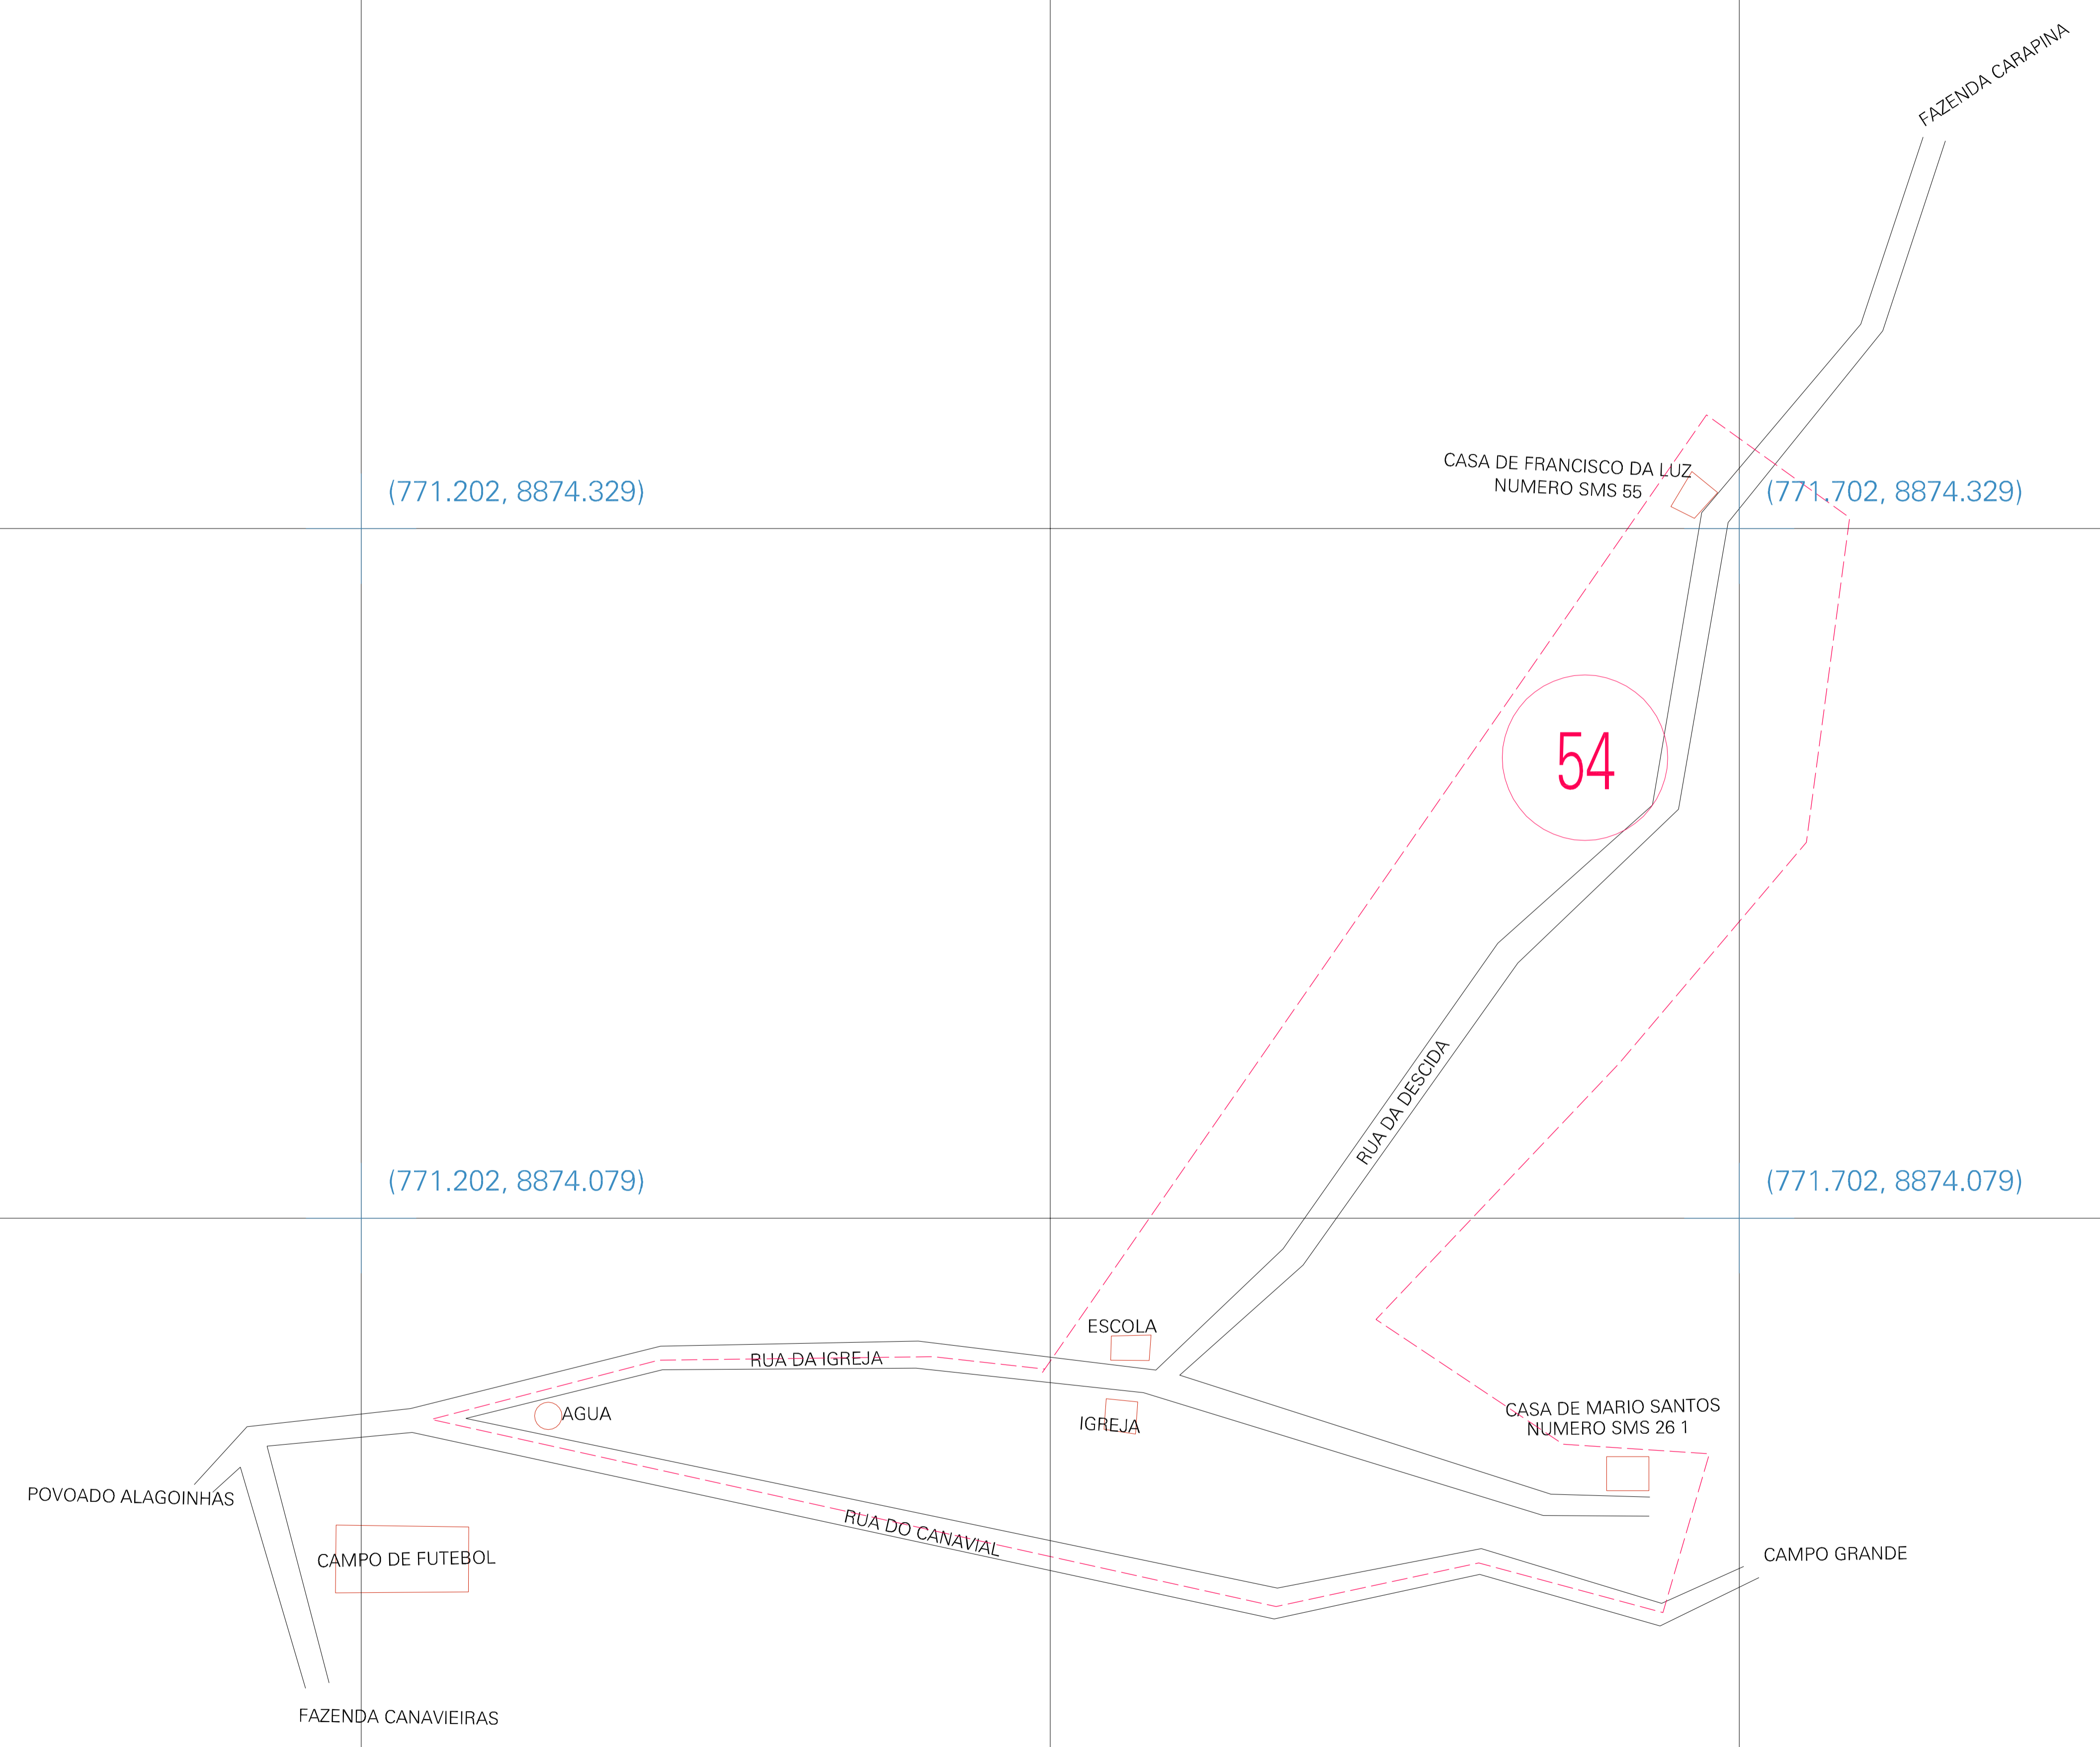 FAZENDA CARAPINA
CASA DE FRANCISCO DA LUZ
NUMERO SMS 55
(771.202, 8874.329)
(771.702, 8874.329)
54
RUA DA DESCIDA
(771.202, 8874.079)
(771.702, 8874.079)
ESCOLA
RUA DA IGREJA
AGUA
IGREJA
CASA DE MARIO SANTOS
NUMERO SMS 26 1
POVOADO ALAGOINHAS
RUA DO CANAVIAL
CAMPO DE FUTEBOL
CAMPO GRANDE
FAZENDA CANAVIEIRAS